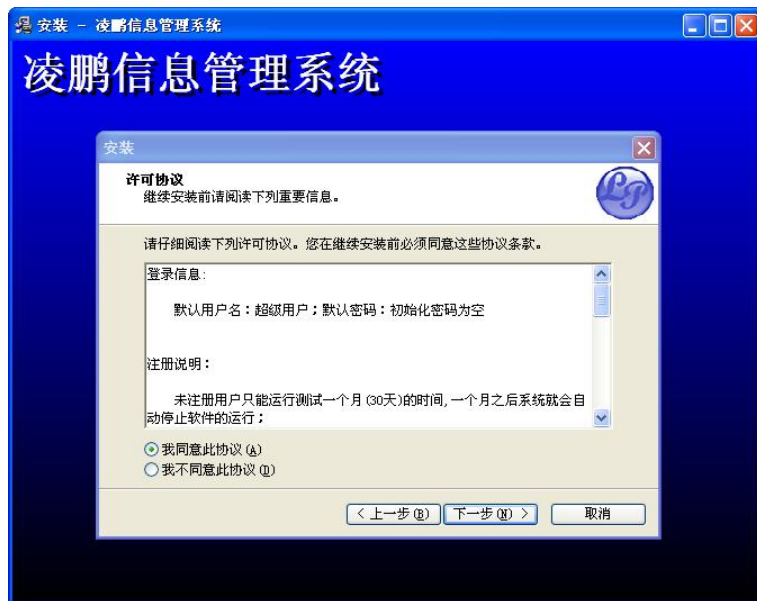 安装 - 凌鹏信息管理系统
凌鹏信息管理系统
安装
许可协议
继续安装前请阅读下列重要信息。
LP
请仔细阅读下列许可协议。您在继续安装前必须同意这些协议条款。
登录信息:
默认用户名：超级用户；默认密码：初始化密码为空
注册说明：
未注册用户只能运行测试一个月(30天)的时间,一个月之后系统就会自
动停止软件的运行；
我同意此协议(A)
我不同意此协议(D)
< 上一步(B)
下一步(N) >
取消